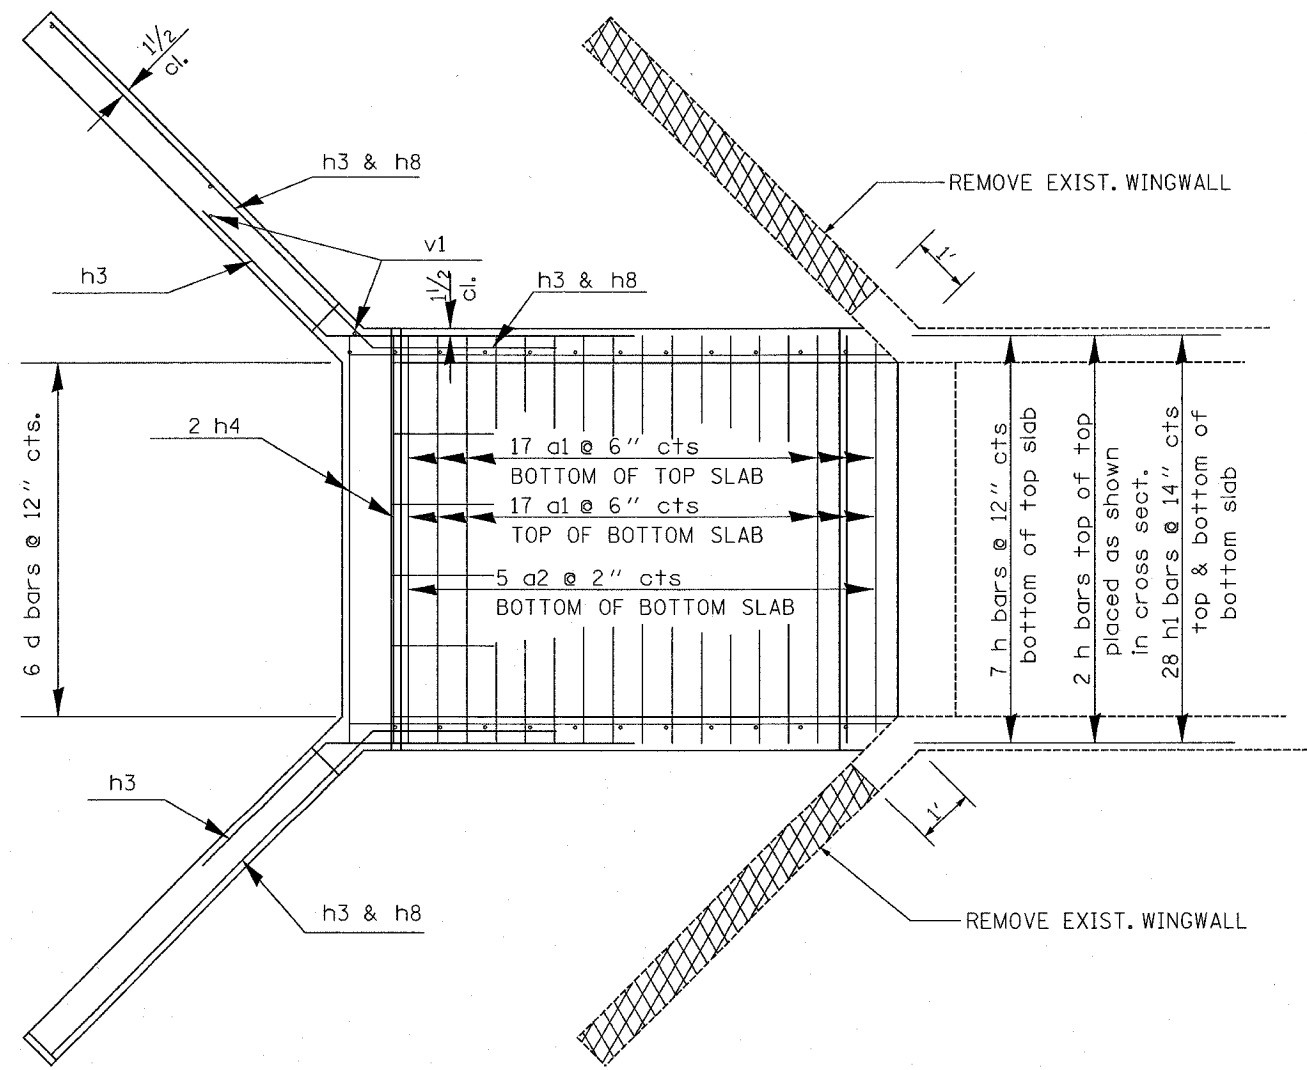 1 1/2
cl.
h3 & h8
REMOVE EXIST. WINGWALL
v1
1'
h3
1 1/2
cl.
h3 & h8
6 d bars @ 12" cts.
2 h4
17 a1 @ 6" cts
BOTTOM OF TOP SLAB
17 a1 @ 6" cts
TOP OF BOTTOM SLAB
5 a2 @ 2" cts
BOTTOM OF BOTTOM SLAB
7 h bars @ 12" cts
bottom of top slab
2 h bars top of top
placed as shown
in cross sect.
28 h1 bars @ 14" cts
top & bottom of
bottom slab
h3
1'
h3 & h8
REMOVE EXIST. WINGWALL